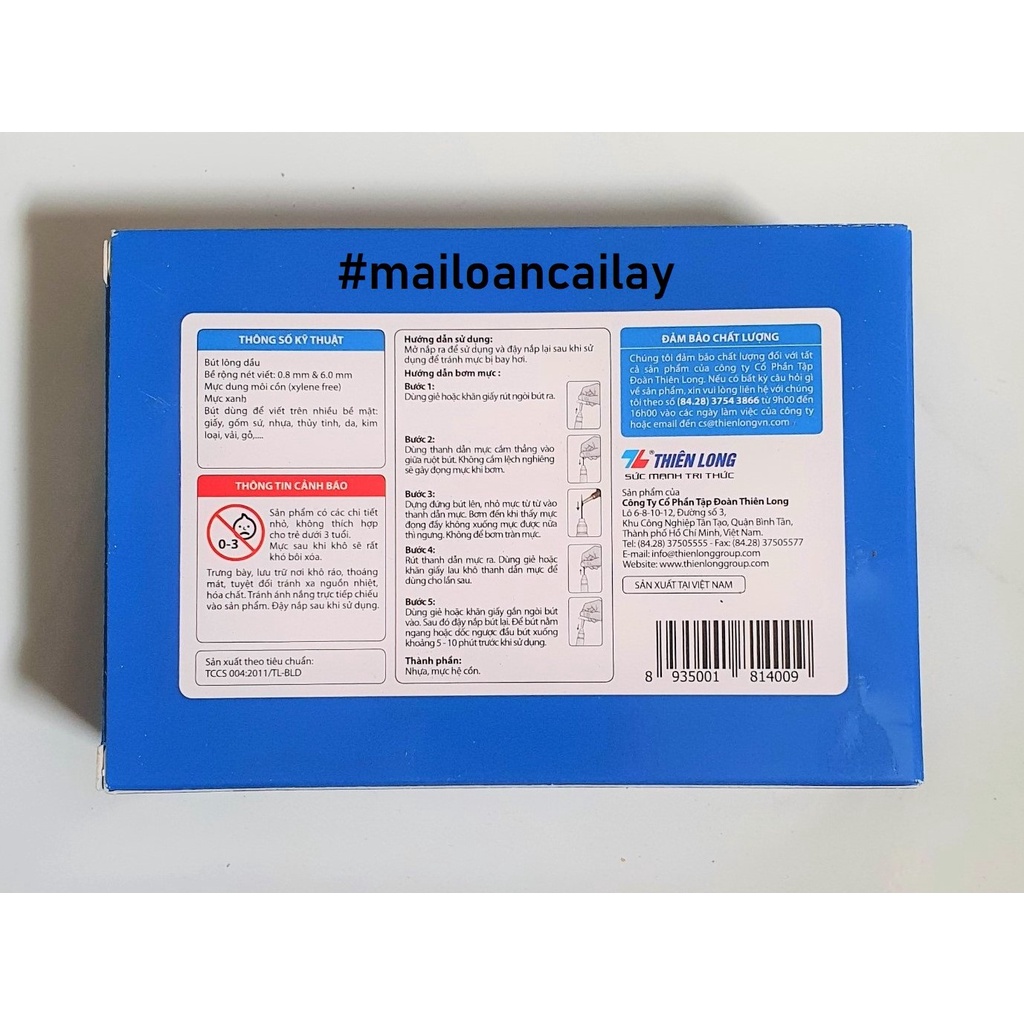 #mailoancailay
THÔNG SỐ KỸ THUẬT
Bút lông dầu
Bề rộng nét viết: 0.8 mm & 6.0 mm
Mực dung môi cồn (xylene free)
Mực xanh
Bút dùng để viết trên nhiều bề mặt:
giấy, gốm sứ, nhựa, thủy tinh, da, kim
loại, vải, gỗ,....
THÔNG TIN CẢNH BÁO
0-3
Sản phẩm có các chi tiết
nhỏ, không thích hợp
cho trẻ dưới 3 tuổi.
Mực sau khi khô sẽ rất
khó bôi xóa.
Trưng bày, lưu trữ nơi khô ráo, thoáng
mát, tuyệt đối tránh xa nguồn nhiệt,
hóa chất. Tránh ánh nắng trực tiếp chiếu
vào sản phẩm. Đậy nắp sau khi sử dụng.
Sản xuất theo tiêu chuẩn:
TCCS 004:2011/TL-BLD
Hướng dẫn sử dụng:
Mở nắp ra để sử dụng và đậy nắp lại sau khi sử
dụng để tránh mực bị bay hơi.
Hướng dẫn bơm mực :
Bước 1:
Dùng giẻ hoặc khăn giấy rút ngòi bút ra.
Bước 2:
Dùng thanh dẫn mực cắm thẳng vào
giữa ruột bút. Không cắm lệch nghiêng
sẽ gây đọng mực khi bơm.
Bước 3:
Dựng đứng bút lên, nhỏ mực từ từ vào
thanh dẫn mực. Bơm đến khi thấy mực
đọng đầy không xuống mực được nữa
thì ngưng. Không để bơm tràn mực.
Bước 4:
Rút thanh dẫn mực ra. Dùng giẻ hoặc
khăn giấy lau khô thanh dẫn mực để
dùng cho lần sau.
Bước 5:
Dùng giẻ hoặc khăn giấy gắn ngòi bút
vào. Sau đó đậy nắp bút lại. Để bút nằm
ngang hoặc dốc ngược đầu bút xuống
khoảng 5 - 10 phút trước khi sử dụng.
Thành phần:
Nhựa, mực hệ cồn.
ĐẢM BẢO CHẤT LƯỢNG
Chúng tôi đảm bảo chất lượng đối với tất
cả sản phẩm của công ty Cổ Phần Tập
Đoàn Thiên Long. Nếu có bất kỳ câu hỏi gì
về sản phẩm, xin vui lòng liên hệ với chúng
tôi theo số (84.28) 3754 3866 từ 9h00 đến
16h00 vào các ngày làm việc của công ty
hoặc email đến cs@thienlongvn.com
THIÊN LONG
SỨC MẠNH TRI THỨC
Sản phẩm của
Công Ty Cổ Phần Tập Đoàn Thiên Long
Lô 6-8-10-12, Đường số 3,
Khu Công Nghiệp Tân Tạo, Quận Bình Tân,
Thành phố Hồ Chí Minh, Việt Nam.
Tel: (84.28) 37505555 - Fax: (84.28) 37505577
E-mail: info@thienlonggroup.com
Website: www.thienlonggroup.com
SẢN XUẤT TẠI VIỆT NAM
8 935001 814009